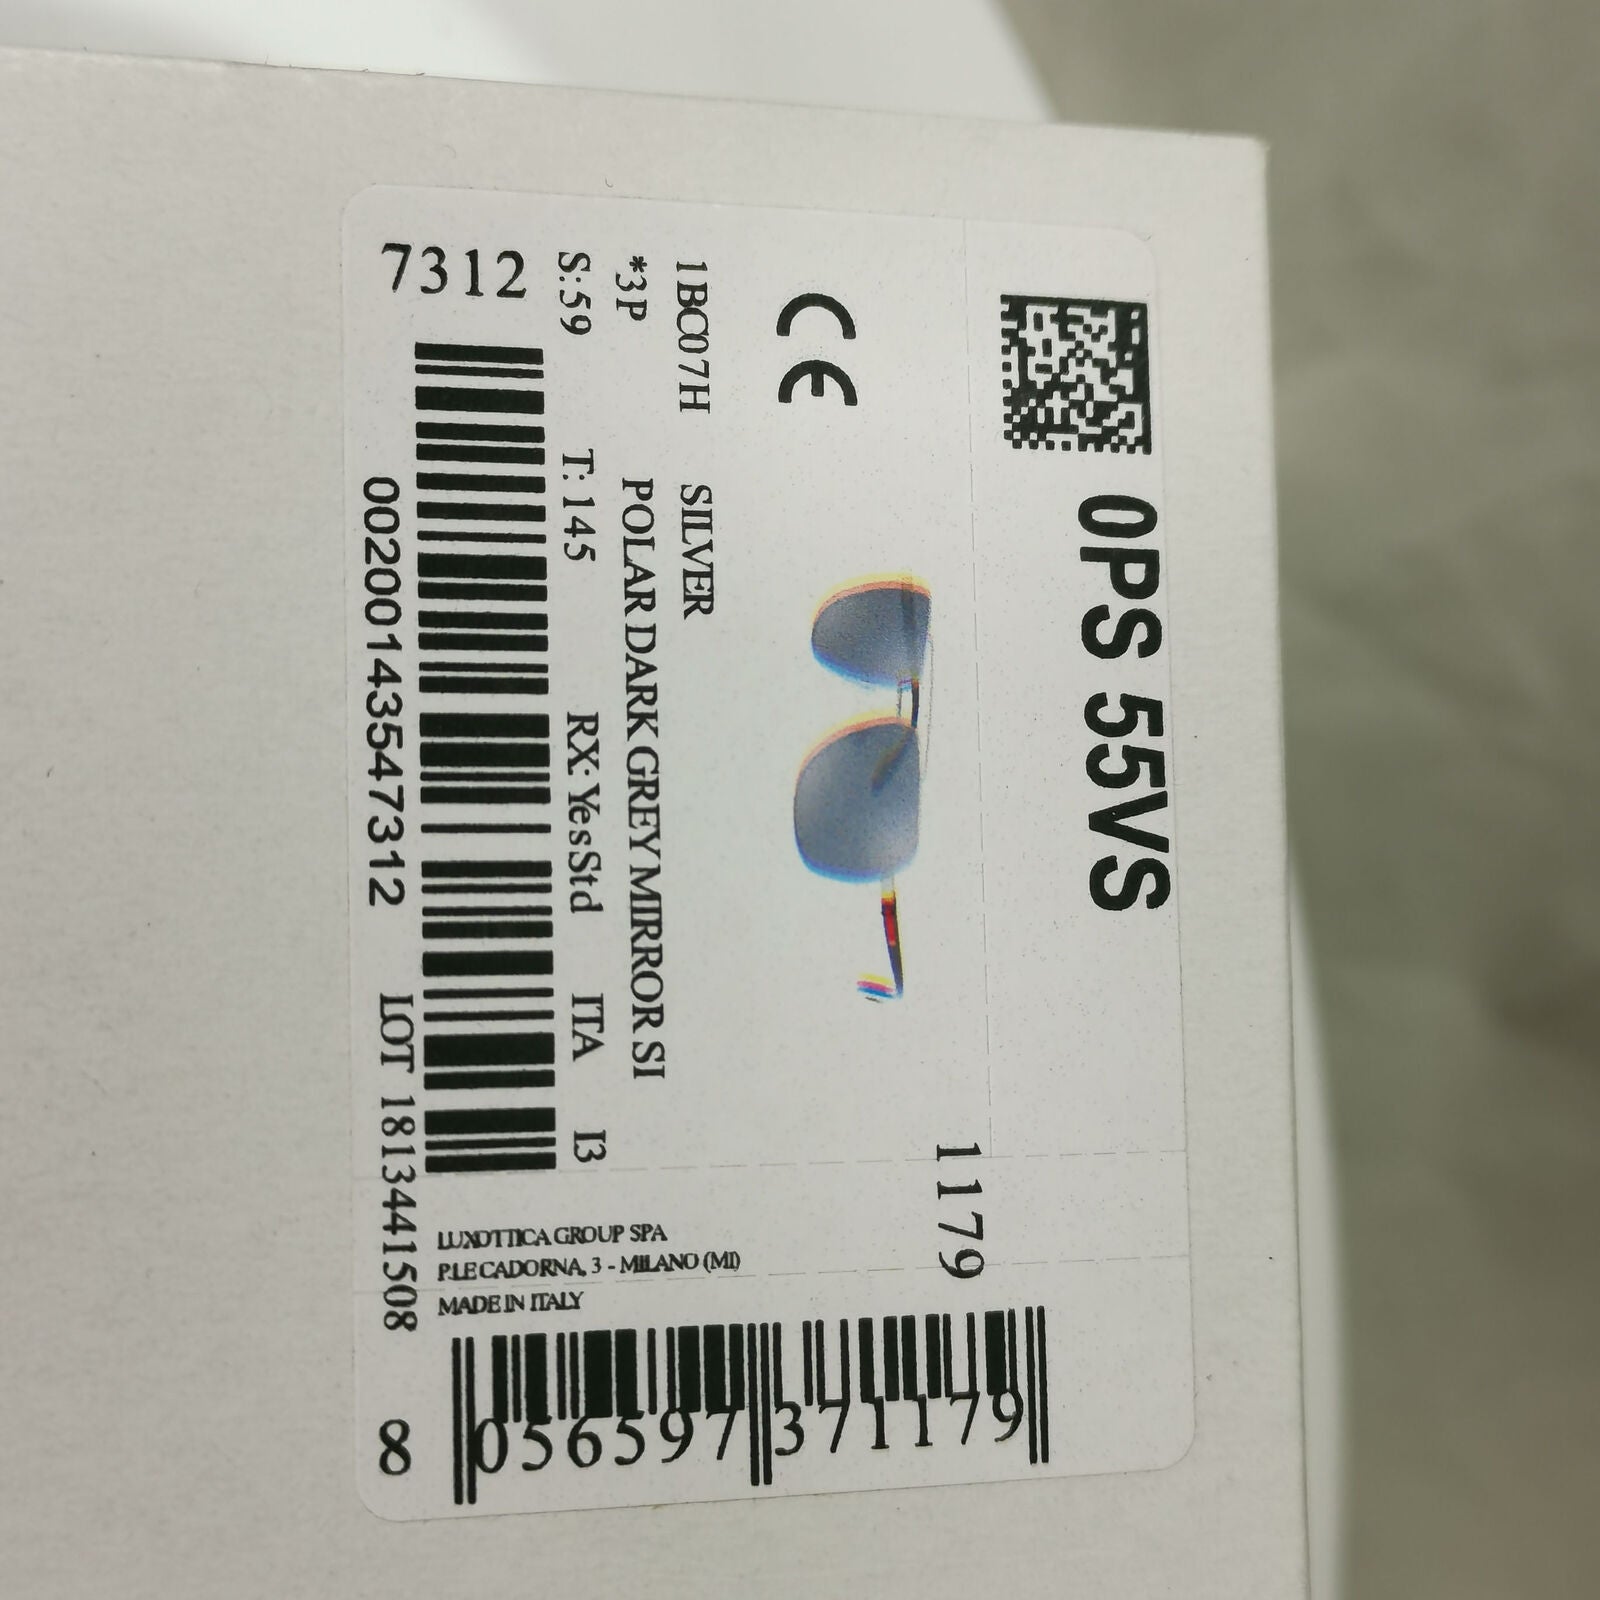 0PS 55VS
CE
1179
1BC07H SILVER
*3P POLAR DARK GREY MIRROR SI
S:59 T: 145 RX: YesStd ITA I3
7312
00200143547312 LOT 1813441508
LUXOTTICA GROUP SPA
P.LE CADORNA, 3 - MILANO (MI)
MADE IN ITALY
8 056597 371179